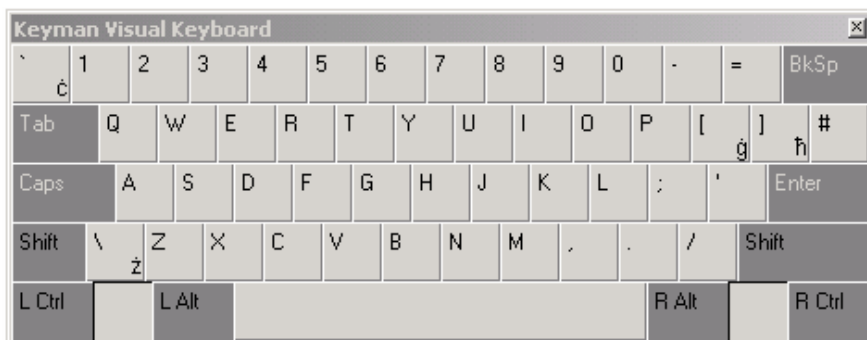 Keyman Visual Keyboard
` ċ 1 2 3 4 5 6 7 8 9 0 - = BkSp
Tab Q W E R T Y U I O P [ ġ ] ħ #
Caps A S D F G H J K L ; ' Enter
Shift \ ż Z X C V B N M , . / Shift
L Ctrl L Alt R Alt R Ctrl